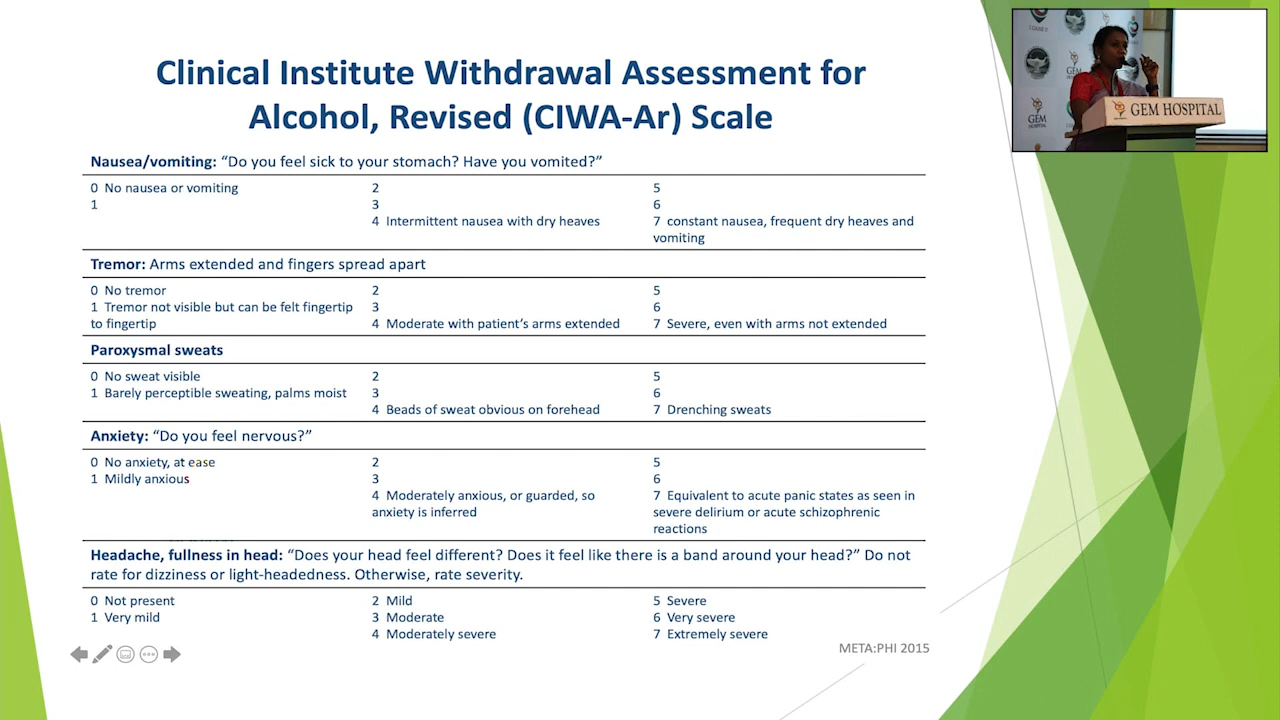 Clinical Institute Withdrawal Assessment for
Alcohol, Revised (CIWA-Ar) Scale
Nausea/vomiting: “Do you feel sick to your stomach? Have you vomited?”
0 No nausea or vomiting
1
2
3
4 Intermittent nausea with dry heaves
5
6
7 constant nausea, frequent dry heaves and
vomiting
Tremor: Arms extended and fingers spread apart
0 No tremor
1 Tremor not visible but can be felt fingertip
to fingertip
2
3
4 Moderate with patient’s arms extended
5
6
7 Severe, even with arms not extended
Paroxysmal sweats
0 No sweat visible
1 Barely perceptible sweating, palms moist
2
3
4 Beads of sweat obvious on forehead
5
6
7 Drenching sweats
Anxiety: “Do you feel nervous?”
0 No anxiety, at ease
1 Mildly anxious
2
3
4 Moderately anxious, or guarded, so
anxiety is inferred
5
6
7 Equivalent to acute panic states as seen in
severe delirium or acute schizophrenic
reactions
Headache, fullness in head: “Does your head feel different? Does it feel like there is a band around your head?” Do not
rate for dizziness or light-headedness. Otherwise, rate severity.
0 Not present
1 Very mild
2 Mild
3 Moderate
4 Moderately severe
5 Severe
6 Very severe
7 Extremely severe
META:PHI 2015
GEM HOSPITAL
GEM
GEM
HOSPITAL